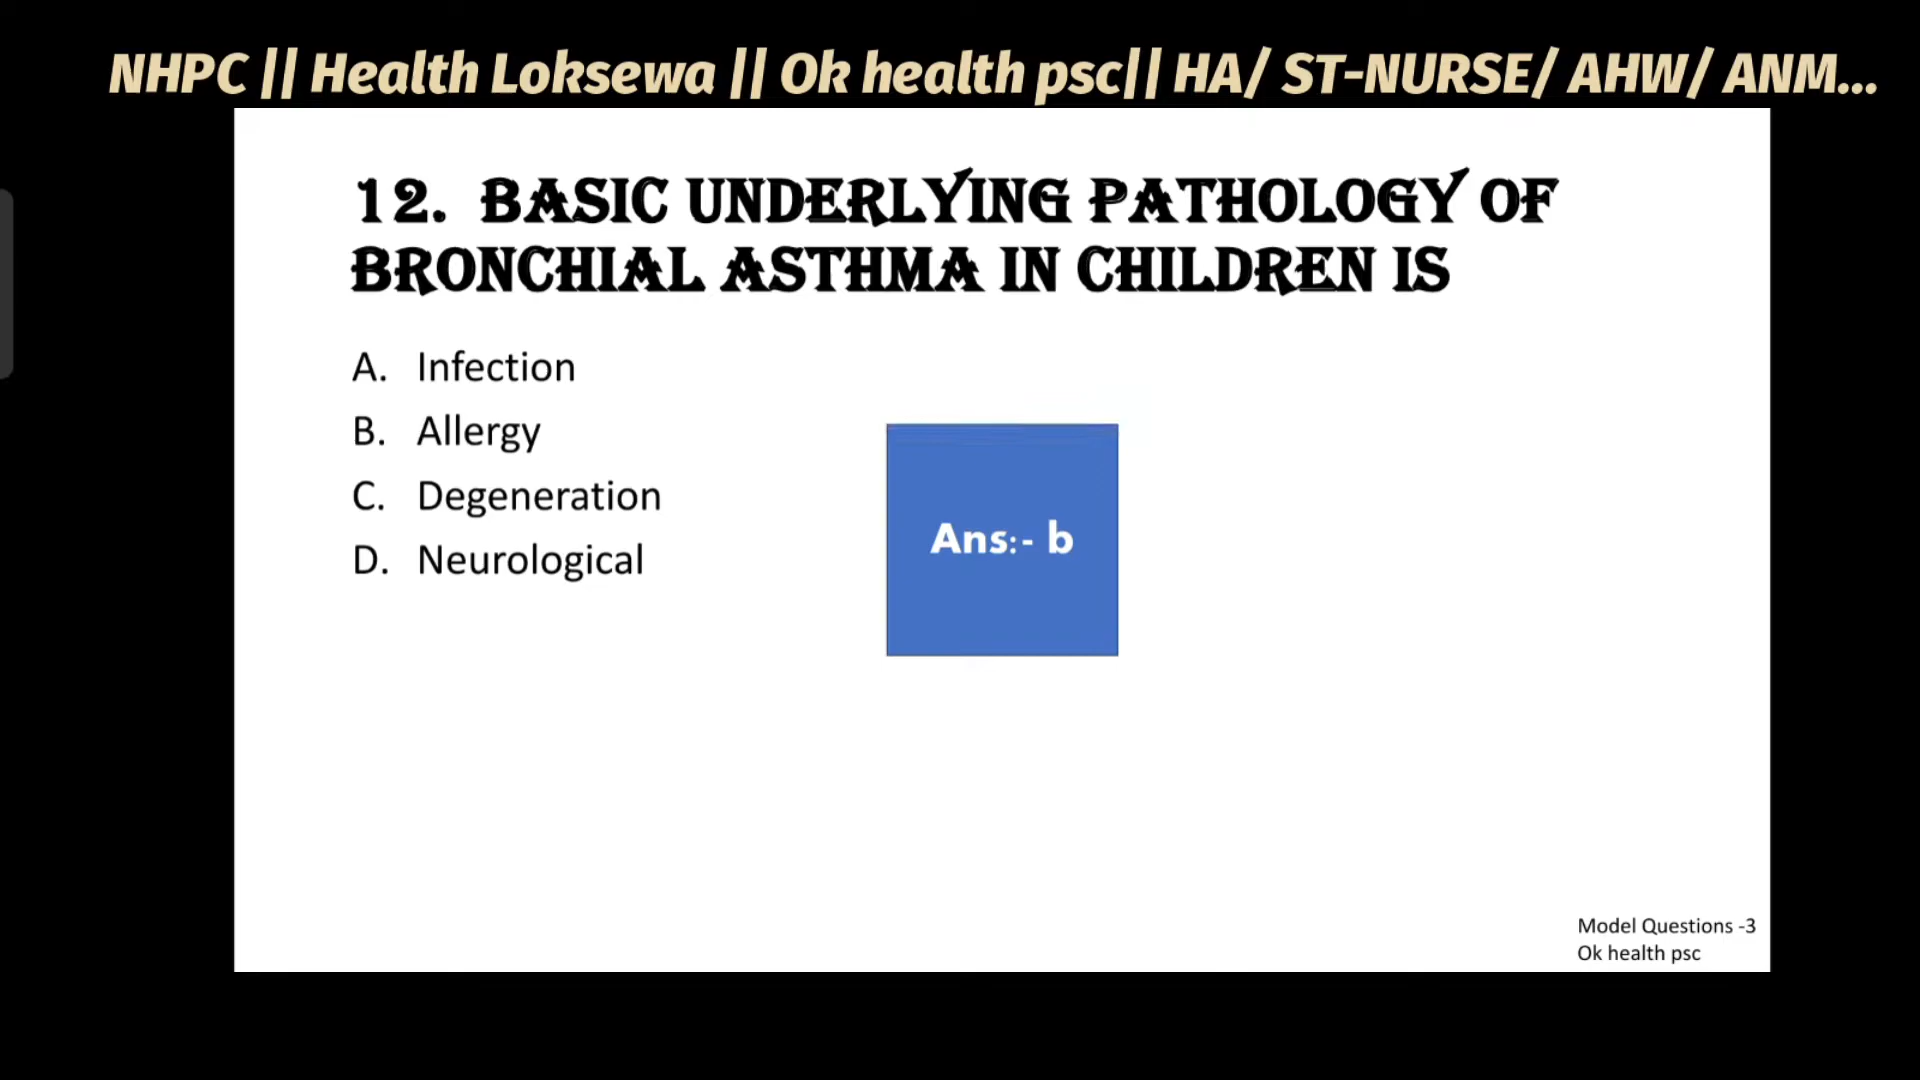 NHPC || Health Loksewa || Ok health psc|| HA/ ST-NURSE/ AHW/ ANM...
12. BASIC UNDERLYING PATHOLOGY OF
BRONCHIAL ASTHMA IN CHILDREN IS
A. Infection
B. Allergy
C. Degeneration
D. Neurological
Ans:- b
Model Questions -3
Ok health psc